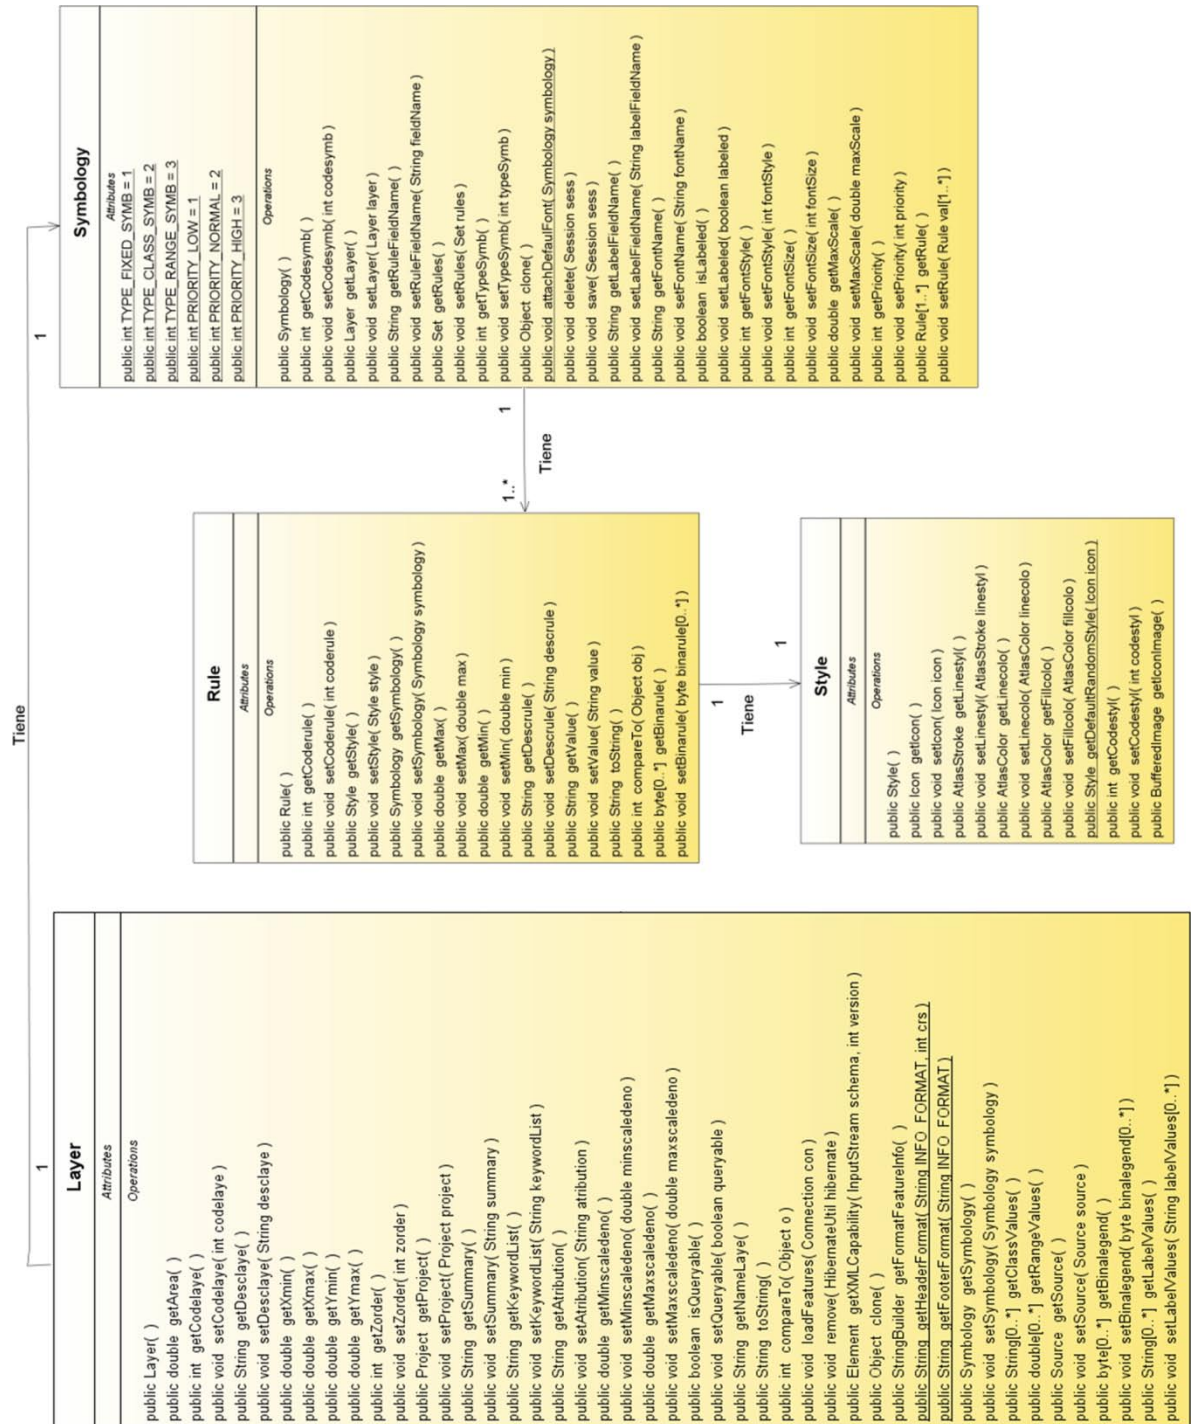 Tiene
1
1
Layer
Attributes
Operations
public Layer( )
public double getArea( )
public int getCodelaye( )
public void setCodelaye( int codelaye )
public String getDesclaye( )
public void setDesclaye( String desclaye )
public double getXmin( )
public double getXmax( )
public double getYmin( )
public double getYmax( )
public int getZorder( )
public void setZorder( int zorder )
public Project getProject( )
public void setProject( Project project )
public String getSummary( )
public void setSummary( String summary )
public String getKeywordList( )
public void setKeywordList( String keywordList )
public String getAtribution( )
public void setAtribution( String atribution )
public double getMinscaledeno( )
public void setMinscaledeno( double minscaledeno )
public double getMaxscaledeno( )
public void setMaxscaledeno( double maxscaledeno )
public boolean isQueryable( )
public void setQueryable( boolean queryable )
public String getNameLaye( )
public String toString( )
public int compareTo( Object o )
public void loadFeatures( Connection con )
public void remove( HibernateUtil hibernate )
public Element getXMLCapability( InputStream schema, int version )
public Object clone( )
public StringBuilder getFormatFeatureInfo( )
public String getHeaderFormat( String INFO_FORMAT, int crs )
public String getFooterFormat( String INFO_FORMAT )
public Symbology getSymbology( )
public void setSymbology( Symbology symbology )
public String[0..*] getClassValues( )
public double[0..*] getRangeValues( )
public Source getSource( )
public void setSource( Source source )
public byte[0..*] getBinalegend( )
public void setBinalegend( byte binalegend[0..*] )
public String[0..*] getLabelValues( )
public void setLabelValues( String labelValues[0..*] )
Rule
Attributes
Operations
public Rule( )
public int getCoderule( )
public void setCoderule( int coderule )
public Style getStyle( )
public void setStyle( Style style )
public Symbology getSymbology( )
public void setSymbology( Symbology symbology )
public double getMax( )
public void setMax( double max )
public double getMin( )
public void setMin( double min )
public String getDescrule( )
public void setDescrule( String descrule )
public String getValue( )
public void setValue( String value )
public String toString( )
public int compareTo( Object obj )
public byte[0..*] getBinarule( )
public void setBinarule( byte binarule[0..*] )
1..*
1
Tiene
Symbology
Attributes
public int TYPE_FIXED_SYMB = 1
public int TYPE_CLASS_SYMB = 2
public int TYPE_RANGE_SYMB = 3
public int PRIORITY_LOW = 1
public int PRIORITY_NORMAL = 2
public int PRIORITY_HIGH = 3
Operations
public Symbology( )
public int getCodesymb( )
public void setCodesymb( int codesymb )
public Layer getLayer( )
public void setLayer( Layer layer )
public String getRuleFieldName( )
public void setRuleFieldName( String fieldName )
public Set getRules( )
public void setRules( Set rules )
public int getTypeSymb( )
public void setTypeSymb( int typeSymb )
public Object clone( )
public void attachDefaulFont( Symbology symbology )
public void delete( Session sess )
public void save( Session sess )
public String getLabelFieldName( )
public void setLabelFieldName( String labelFieldName )
public String getFontName( )
public void setFontName( String fontName )
public boolean isLabeled( )
public void setLabeled( boolean labeled )
public int getFontStyle( )
public void setFontStyle( int fontStyle )
public int getFontSize( )
public void setFontSize( int fontSize )
public double getMaxScale( )
public void setMaxScale( double maxScale )
public int getPriority( )
public void setPriority( int priority )
public Rule[1..*] getRule( )
public void setRule( Rule val[1..*] )
1
Tiene
1
Style
Attributes
Operations
public Style( )
public Icon getIcon( )
public void setIcon( Icon icon )
public AtlasStroke getLinestyl( )
public void setLinestyl( AtlasStroke linestyl )
public AtlasColor getLinecolo( )
public void setLinecolo( AtlasColor linecolo )
public AtlasColor getFillcolo( )
public void setFillcolo( AtlasColor fillcolo )
public Style getDefaultRandomStyle( Icon icon )
public int getCodestyl( )
public void setCodestyl( int codestyl )
public BufferedImage getIconImage( )